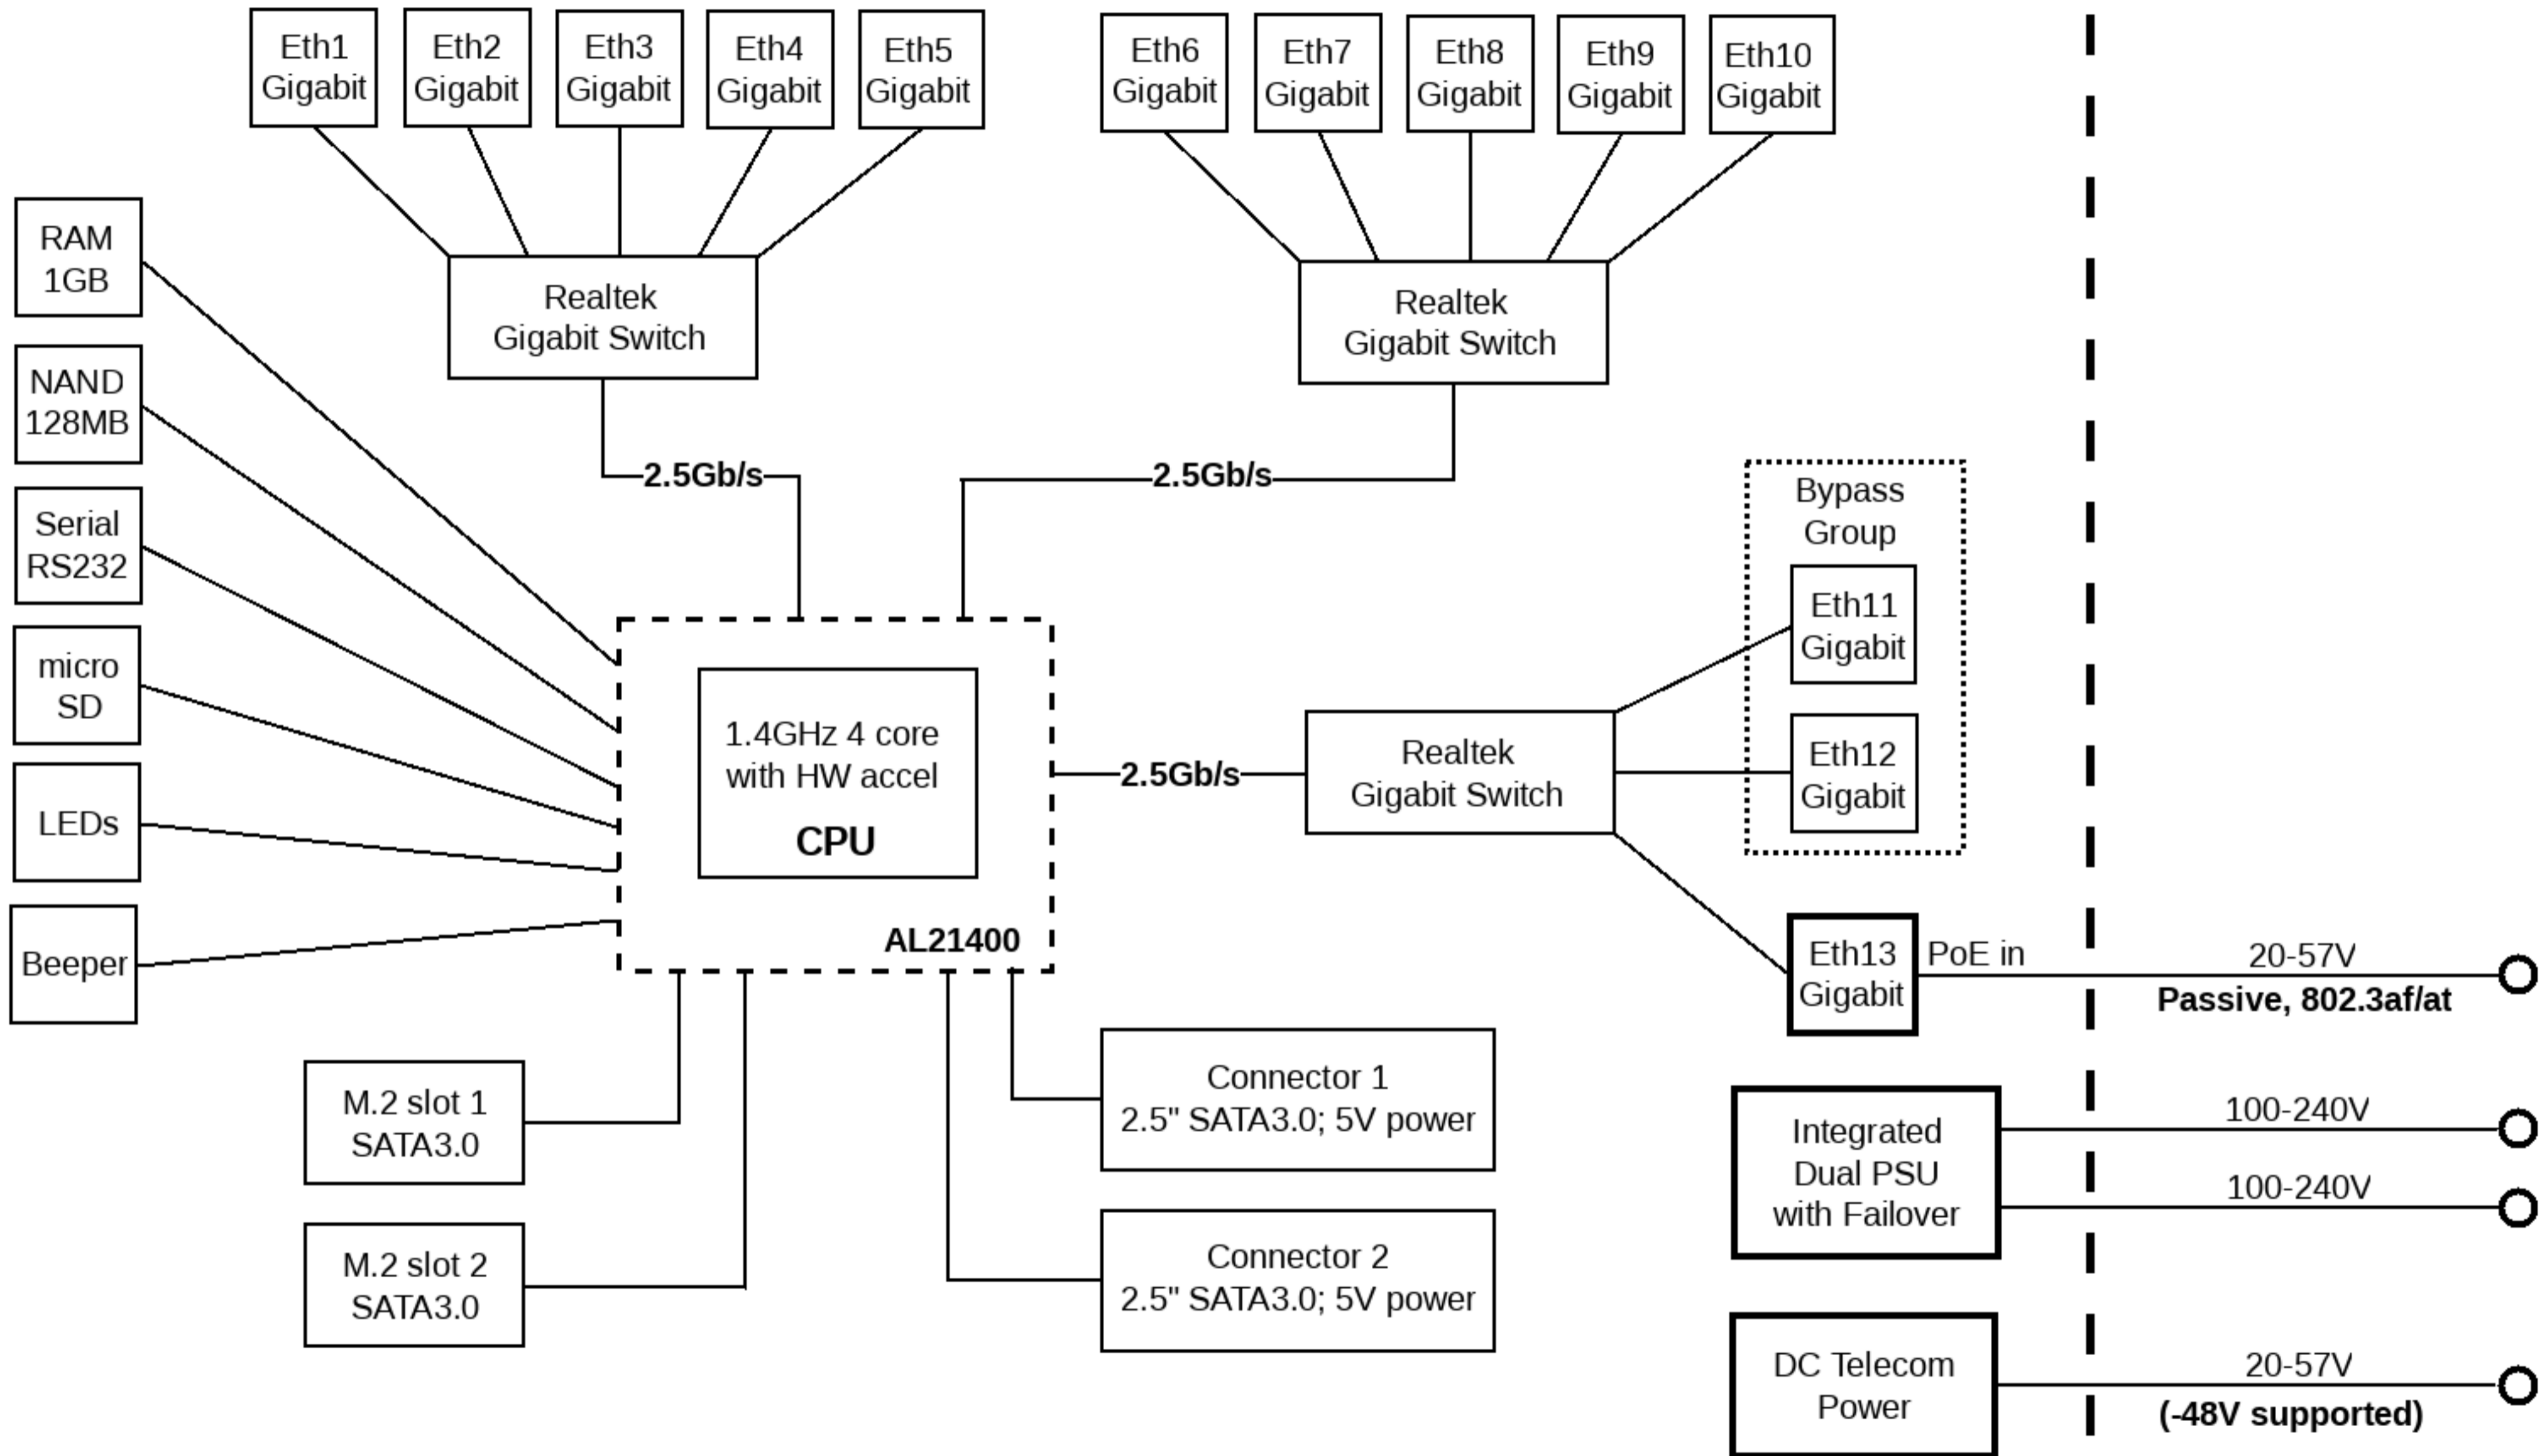 Eth1
Gigabit
Eth2
Gigabit
Eth3
Gigabit
Eth4
Gigabit
Eth5
Gigabit
Eth6
Gigabit
Eth7
Gigabit
Eth8
Gigabit
Eth9
Gigabit
Eth10
Gigabit
Realtek
Gigabit Switch
Realtek
Gigabit Switch
RAM
1GB
NAND
128MB
Serial
RS232
micro
SD
LEDs
Beeper
2.5Gb/s
2.5Gb/s
1.4GHz 4 core
with HW accel
CPU
AL21400
2.5Gb/s
Realtek
Gigabit Switch
Bypass
Group
Eth11
Gigabit
Eth12
Gigabit
Eth13
Gigabit
PoE in
20-57V
Passive, 802.3af/at
M.2 slot 1
SATA3.0
M.2 slot 2
SATA3.0
Connector 1
2.5" SATA3.0; 5V power
Connector 2
2.5" SATA3.0; 5V power
Integrated
Dual PSU
with Failover
100-240V
100-240V
DC Telecom
Power
20-57V
(-48V supported)